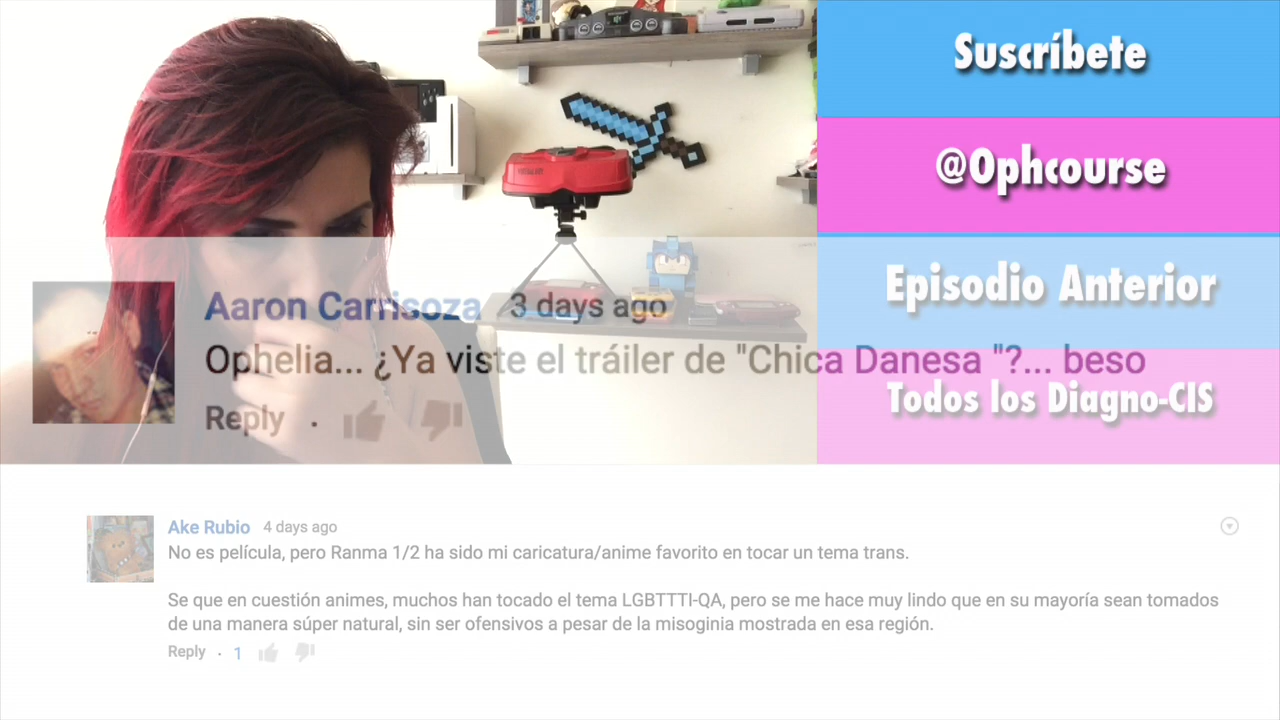 Suscríbete
@Ophcourse
Episodio Anterior
Todos los Diagno-CIS
Aaron Carrisoza 3 days ago
Ophelia... ¿Ya viste el tráiler de "Chica Danesa "?... beso
Reply ·
Ake Rubio 4 days ago
No es película, pero Ranma 1/2 ha sido mi caricatura/anime favorito en tocar un tema trans.
Se que en cuestión animes, muchos han tocado el tema LGBTTTI-QA, pero se me hace muy lindo que en su mayoría sean tomados
de una manera súper natural, sin ser ofensivos a pesar de la misoginia mostrada en esa región.
Reply · 1